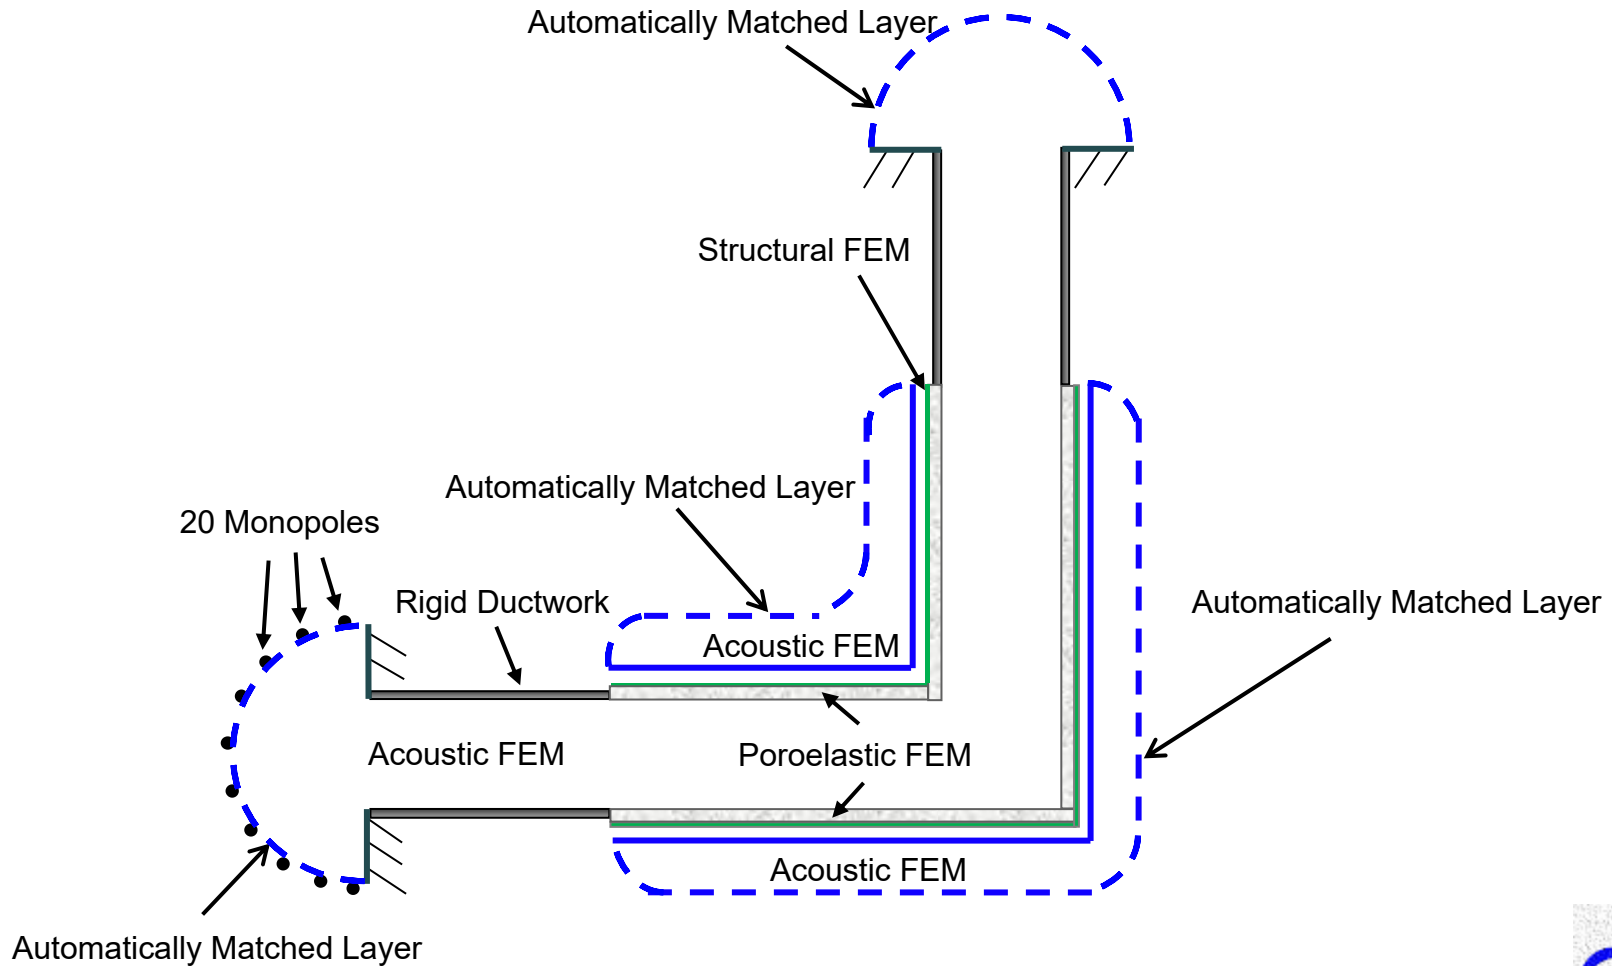 Automatically Matched Layer
Structural FEM
Automatically Matched Layer
20 Monopoles
Rigid Ductwork
Automatically Matched Layer
Acoustic FEM
Acoustic FEM
Poroelastic FEM
Acoustic FEM
Automatically Matched Layer